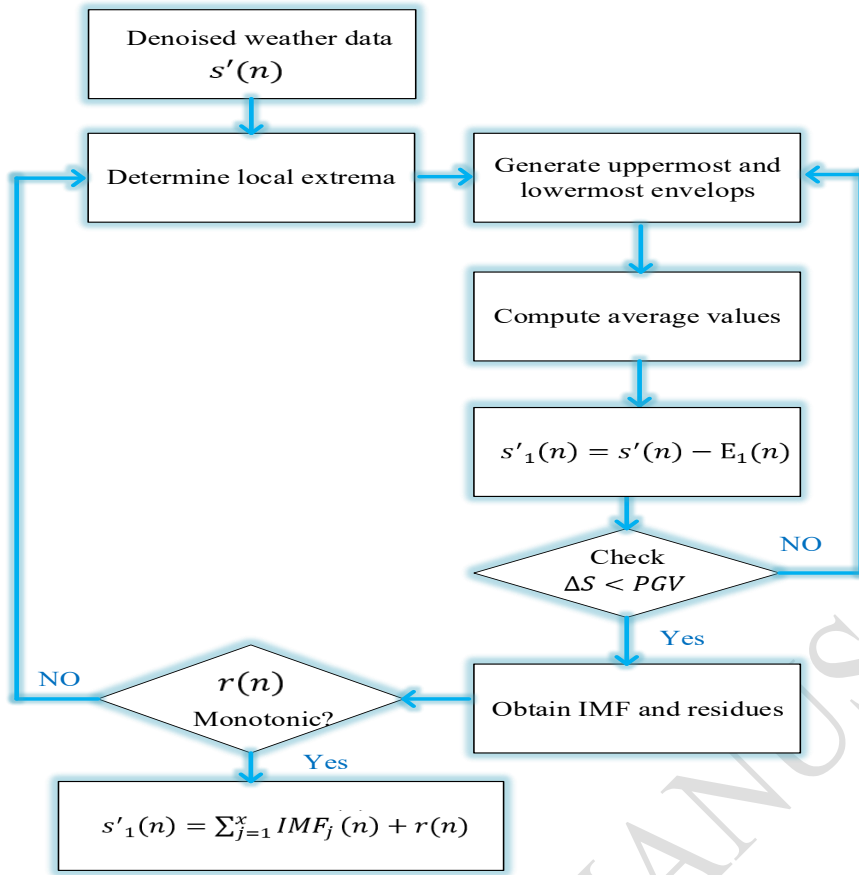 Denoised weather data
s′(n)
Determine local extrema
Generate uppermost and
lowermost envelops
Compute average values
s′₁(n) = s′(n) − E₁(n)
Check
ΔS < PGV
NO
Yes
Obtain IMF and residues
r(n)
Monotonic?
NO
Yes
s′₁(n) = ∑ˣⱼ₌₁ IMFⱼ(n) + r(n)